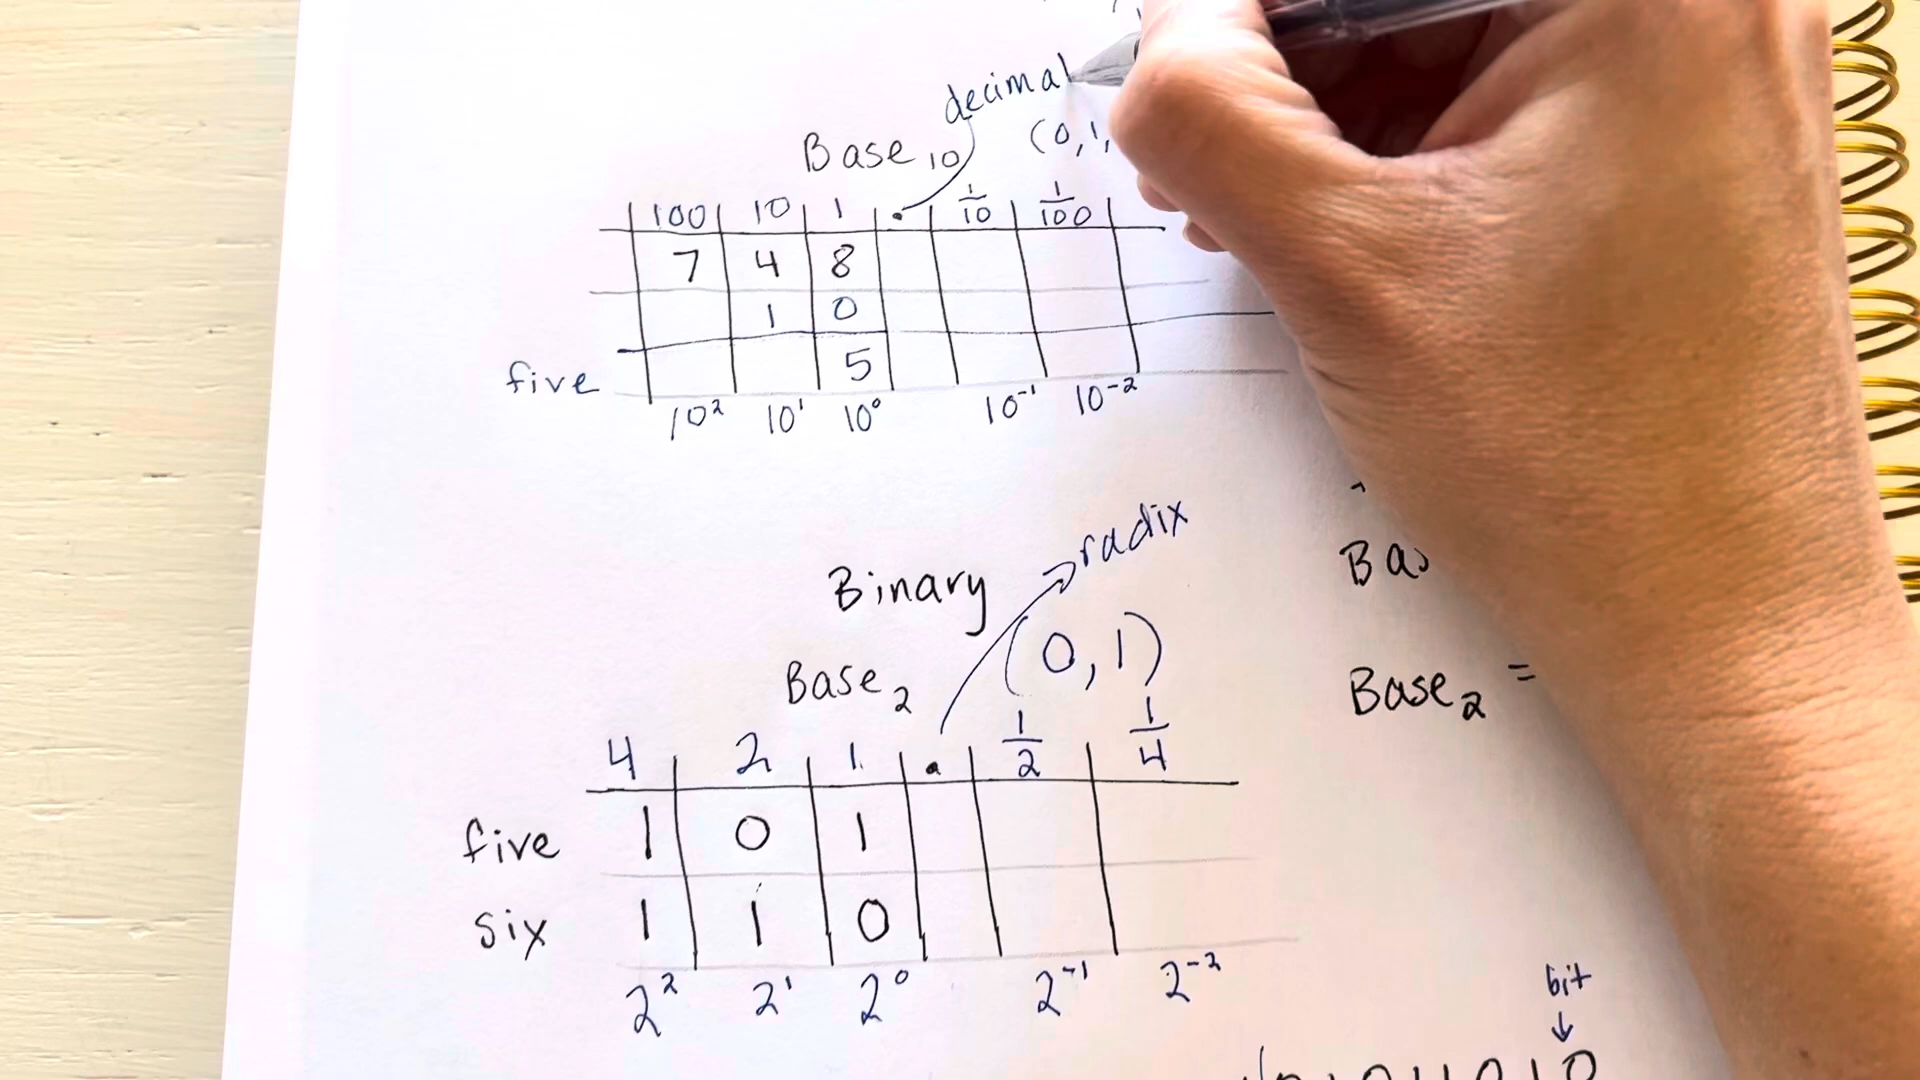 decimal
Base 10
(0, 1,
100 10 1 . 1/10 1/100
7 4 8
1 0
five 5
10² 10¹ 10⁰ 10⁻¹ 10⁻²
radix
Binary
(0, 1)
Base 2
4 2 1 . 1/2 1/4
five 1 0 1
six 1 1 0
2² 2¹ 2⁰ 2⁻¹ 2⁻²
Base 2 =
bit
↓